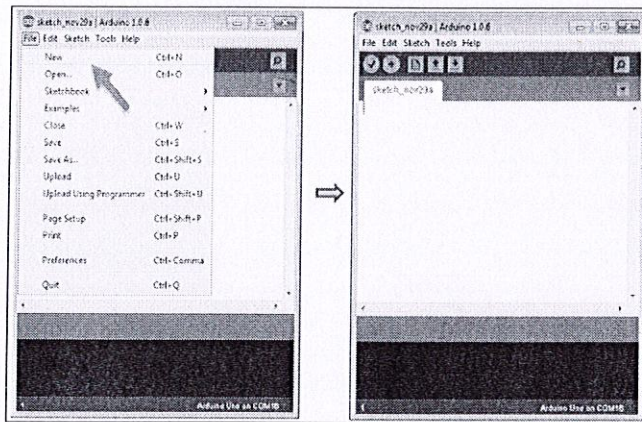 sketch_nov29a | Arduino 1.0.6
File Edit Sketch Tools Help
New Ctrl+N
Open... Ctrl+O
Sketchbook
Examples
Close Ctrl+W
Save Ctrl+S
Save As... Ctrl+Shift+S
Upload Ctrl+U
Upload Using Programmer Ctrl+Shift+U
Page Setup Ctrl+Shift+P
Print Ctrl+P
Preferences Ctrl+Comma
Quit Ctrl+Q
Arduino Uno on COM16
sketch_nov29a | Arduino 1.0.6
File Edit Sketch Tools Help
sketch_nov29a
Arduino Uno on COM16